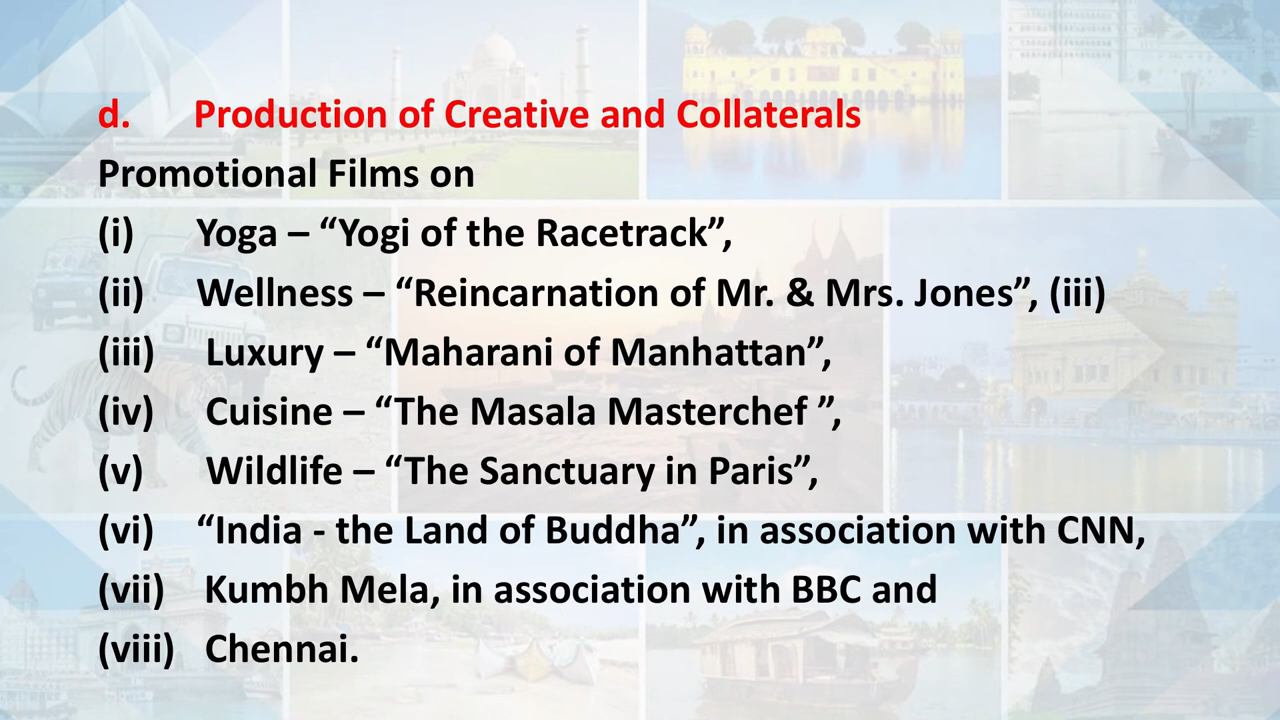 d. Production of Creative and Collaterals
Promotional Films on
(i) Yoga – “Yogi of the Racetrack”,
(ii) Wellness – “Reincarnation of Mr. & Mrs. Jones”, (iii)
(iii) Luxury – “Maharani of Manhattan”,
(iv) Cuisine – “The Masala Masterchef ”,
(v) Wildlife – “The Sanctuary in Paris”,
(vi) “India - the Land of Buddha”, in association with CNN,
(vii) Kumbh Mela, in association with BBC and
(viii) Chennai.